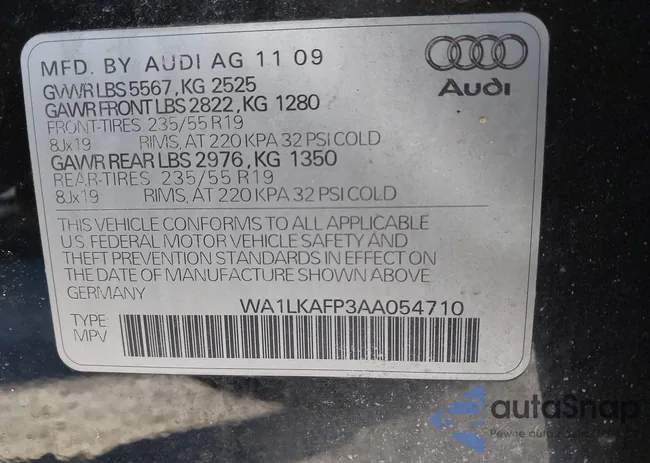 MFD. BY AUDI AG 11 09
GVWR LBS 5567, KG 2525
GAWR FRONT LBS 2822, KG 1280
FRONT-TIRES 235/55 R19
8Jx19 RIMS, AT 220 KPA 32 PSI COLD
GAWR REAR LBS 2976, KG 1350
REAR-TIRES 235/55 R19
8Jx19 RIMS, AT 220 KPA 32 PSI COLD
Audi
THIS VEHICLE CONFORMS TO ALL APPLICABLE
U.S. FEDERAL MOTOR VEHICLE SAFETY AND
THEFT PREVENTION STANDARDS IN EFFECT ON
THE DATE OF MANUFACTURE SHOWN ABOVE
GERMANY
WA1LKAFP3AA054710
TYPE
MPV
autaSnap
Pewne auto z